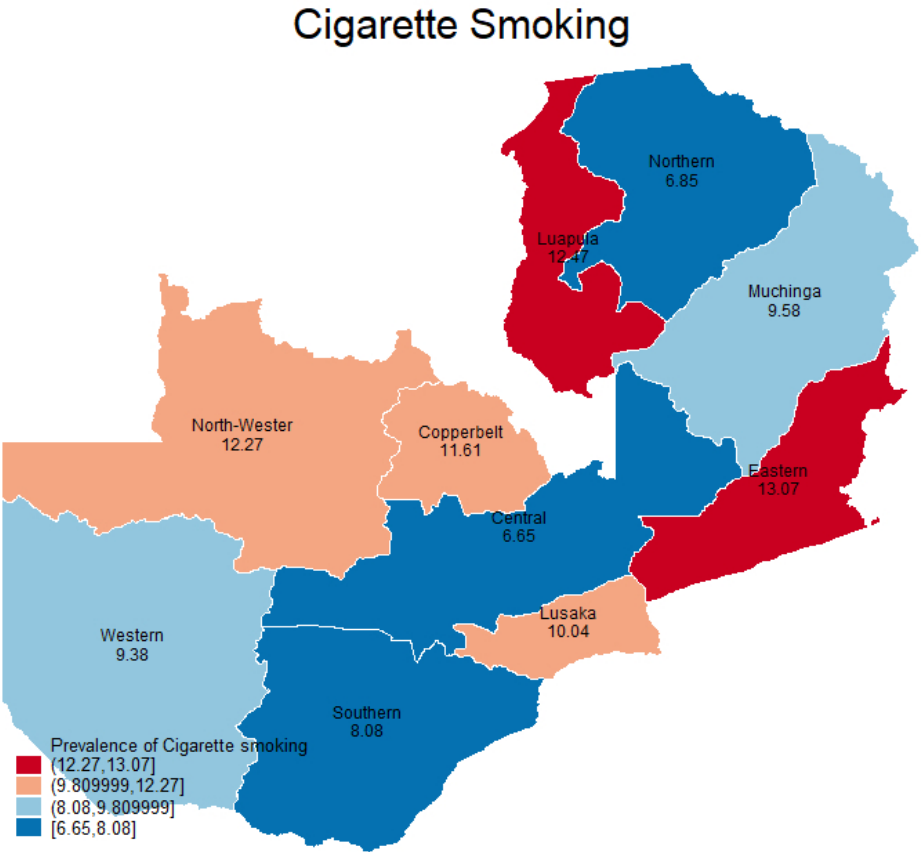 Cigarette Smoking
Northern
6.85
Luapula
12.47
Muchinga
9.58
North-Wester
12.27
Copperbelt
11.61
Eastern
13.07
Central
6.65
Lusaka
10.04
Western
9.38
Southern
8.08
Prevalence of Cigarette smoking
(12.27,13.07]
(9.809999,12.27]
(8.08,9.809999]
[6.65,8.08]